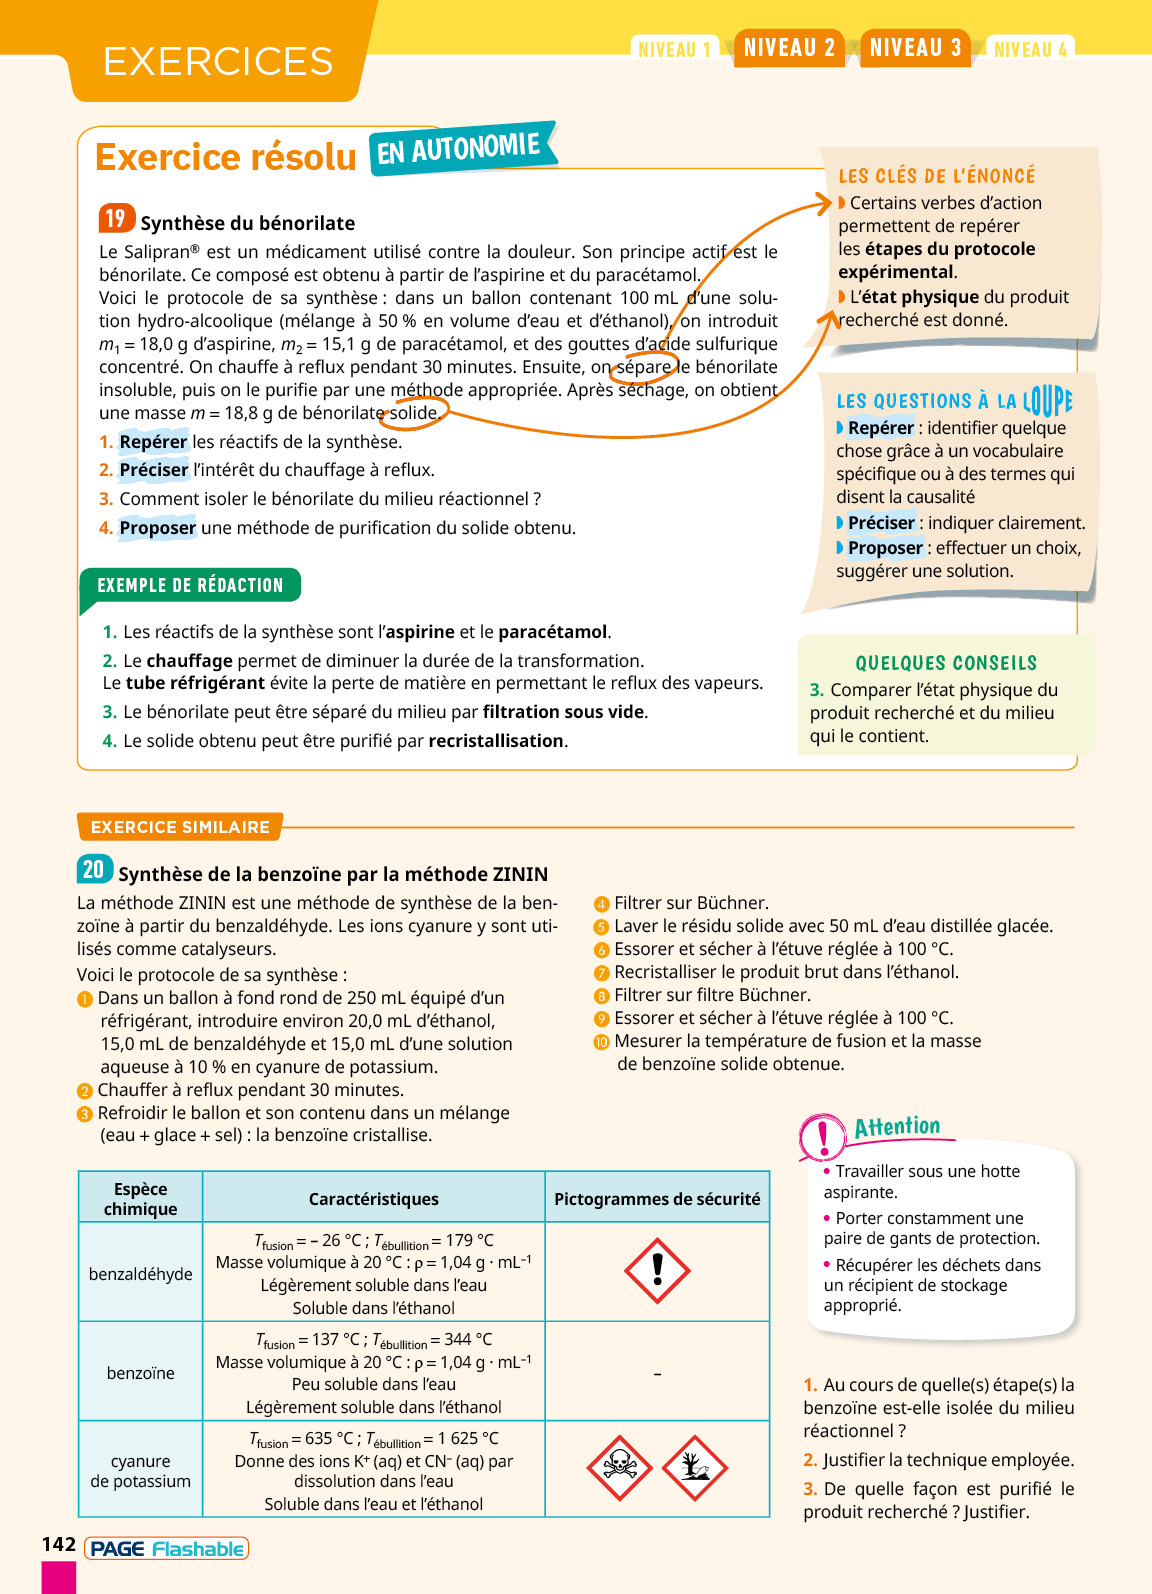 EXERCICES
NIVEAU 1
NIVEAU 2
NIVEAU 3
NIVEAU 4
Exercice résolu
EN AUTONOMIE
19 Synthèse du bénorilate
Le Salipran® est un médicament utilisé contre la douleur. Son principe actif est le
bénorilate. Ce composé est obtenu à partir de l'aspirine et du paracétamol.
Voici le protocole de sa synthèse : dans un ballon contenant 100 mL d'une solu-
tion hydro-alcoolique (mélange à 50 % en volume d'eau et d'éthanol), on introduit
m1 = 18,0 g d'aspirine, m2 = 15,1 g de paracétamol, et des gouttes d'acide sulfurique
concentré. On chauffe à reflux pendant 30 minutes. Ensuite, on sépare le bénorilate
insoluble, puis on le purifie par une méthode appropriée. Après séchage, on obtient
une masse m = 18,8 g de bénorilate solide.
1. Repérer les réactifs de la synthèse.
2. Préciser l'intérêt du chauffage à reflux.
3. Comment isoler le bénorilate du milieu réactionnel ?
4. Proposer une méthode de purification du solide obtenu.
LES CLÉS DE L'ÉNONCÉ
Certains verbes d'action
permettent de repérer
les étapes du protocole
expérimental.
L'état physique du produit
recherché est donné.
LES QUESTIONS À LA LOUPE
Repérer : identifier quelque
chose grâce à un vocabulaire
spécifique ou à des termes qui
disent la causalité
Préciser : indiquer clairement.
Proposer : effectuer un choix,
suggérer une solution.
EXEMPLE DE RÉDACTION
1. Les réactifs de la synthèse sont l'aspirine et le paracétamol.
2. Le chauffage permet de diminuer la durée de la transformation.
Le tube réfrigérant évite la perte de matière en permettant le reflux des vapeurs.
3. Le bénorilate peut être séparé du milieu par filtration sous vide.
4. Le solide obtenu peut être purifié par recristallisation.
QUELQUES CONSEILS
3. Comparer l'état physique du
produit recherché et du milieu
qui le contient.
EXERCICE SIMILAIRE
20 Synthèse de la benzoïne par la méthode ZININ
La méthode ZININ est une méthode de synthèse de la ben-
zoïne à partir du benzaldéhyde. Les ions cyanure y sont uti-
lisés comme catalyseurs.
Voici le protocole de sa synthèse :
1 Dans un ballon à fond rond de 250 mL équipé d'un
réfrigérant, introduire environ 20,0 mL d'éthanol,
15,0 mL de benzaldéhyde et 15,0 mL d'une solution
aqueuse à 10 % en cyanure de potassium.
2 Chauffer à reflux pendant 30 minutes.
3 Refroidir le ballon et son contenu dans un mélange
(eau + glace + sel) : la benzoïne cristallise.
4 Filtrer sur Büchner.
5 Laver le résidu solide avec 50 mL d'eau distillée glacée.
6 Essorer et sécher à l'étuve réglée à 100 °C.
7 Recristalliser le produit brut dans l'éthanol.
8 Filtrer sur filtre Büchner.
9 Essorer et sécher à l'étuve réglée à 100 °C.
10 Mesurer la température de fusion et la masse
de benzoïne solide obtenue.
Espèce
chimique
Caractéristiques
Pictogrammes de sécurité
benzaldéhyde
Tfusion = – 26 °C ; Tébullition = 179 °C
Masse volumique à 20 °C : ρ = 1,04 g · mL–1
Légèrement soluble dans l'eau
Soluble dans l'éthanol
benzoïne
Tfusion = 137 °C ; Tébullition = 344 °C
Masse volumique à 20 °C : ρ = 1,04 g · mL–1
Peu soluble dans l'eau
Légèrement soluble dans l'éthanol
–
cyanure
de potassium
Tfusion = 635 °C ; Tébullition = 1 625 °C
Donne des ions K+ (aq) et CN– (aq) par
dissolution dans l'eau
Soluble dans l'eau et l'éthanol
! Attention
• Travailler sous une hotte
aspirante.
• Porter constamment une
paire de gants de protection.
• Récupérer les déchets dans
un récipient de stockage
approprié.
1. Au cours de quelle(s) étape(s) la
benzoïne est-elle isolée du milieu
réactionnel ?
2. Justifier la technique employée.
3. De quelle façon est purifié le
produit recherché ? Justifier.
142 PAGE Flashable